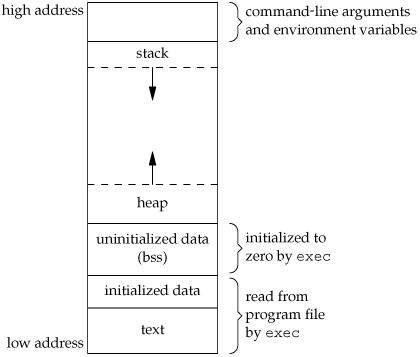 high address
command-line arguments
and environment variables
stack
heap
uninitialized data
(bss)
initialized to
zero by exec
initialized data
read from
program file
by exec
text
low address